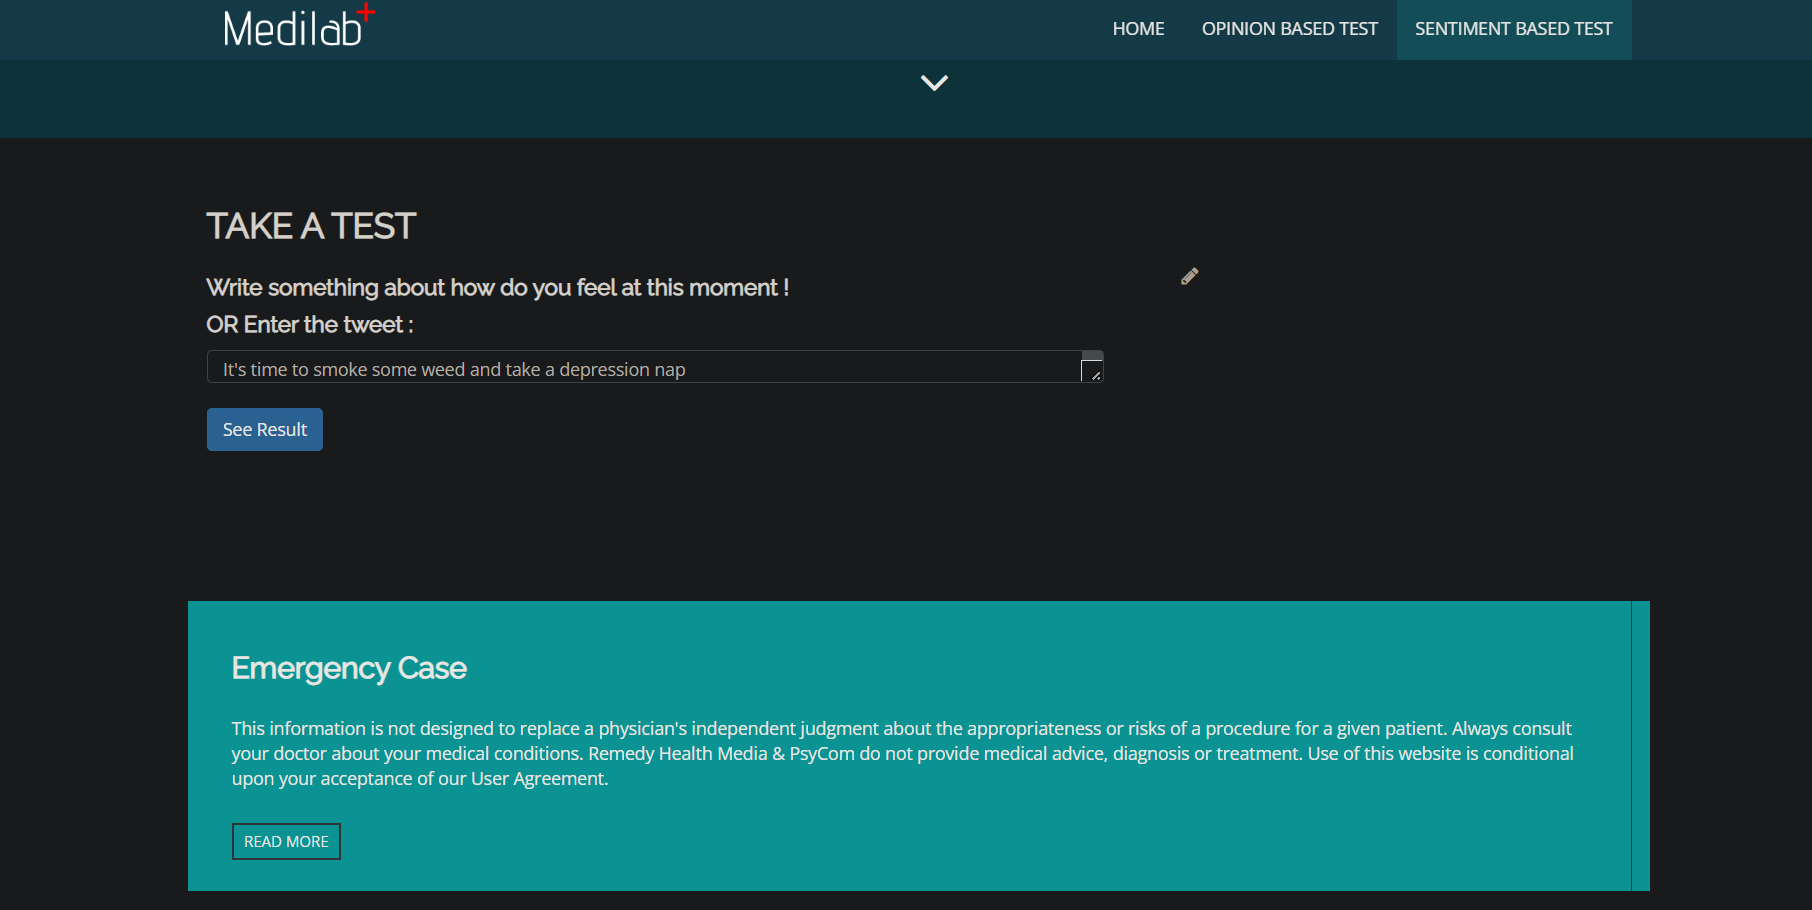 Medilab+
HOME
OPINION BASED TEST
SENTIMENT BASED TEST
TAKE A TEST
Write something about how do you feel at this moment !
OR Enter the tweet :
It's time to smoke some weed and take a depression nap
See Result
Emergency Case
This information is not designed to replace a physician's independent judgment about the appropriateness or risks of a procedure for a given patient. Always consult
your doctor about your medical conditions. Remedy Health Media & PsyCom do not provide medical advice, diagnosis or treatment. Use of this website is conditional
upon your acceptance of our User Agreement.
READ MORE